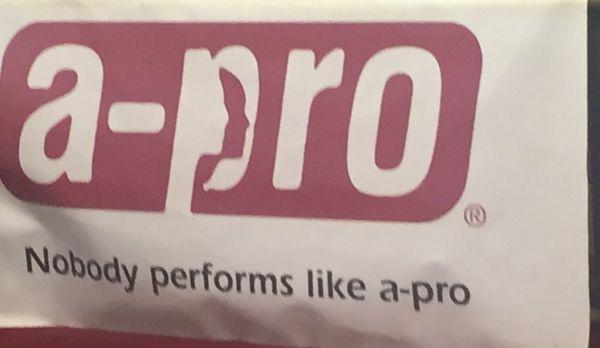 a-pro®
Nobody performs like a-pro